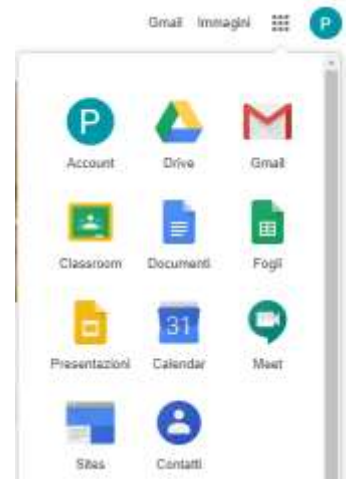 Gmail Immagini P
P
Account Drive Gmail
Classroom Documenti Fogli
31
Presentazioni Calendar Meet
Sites Contatti